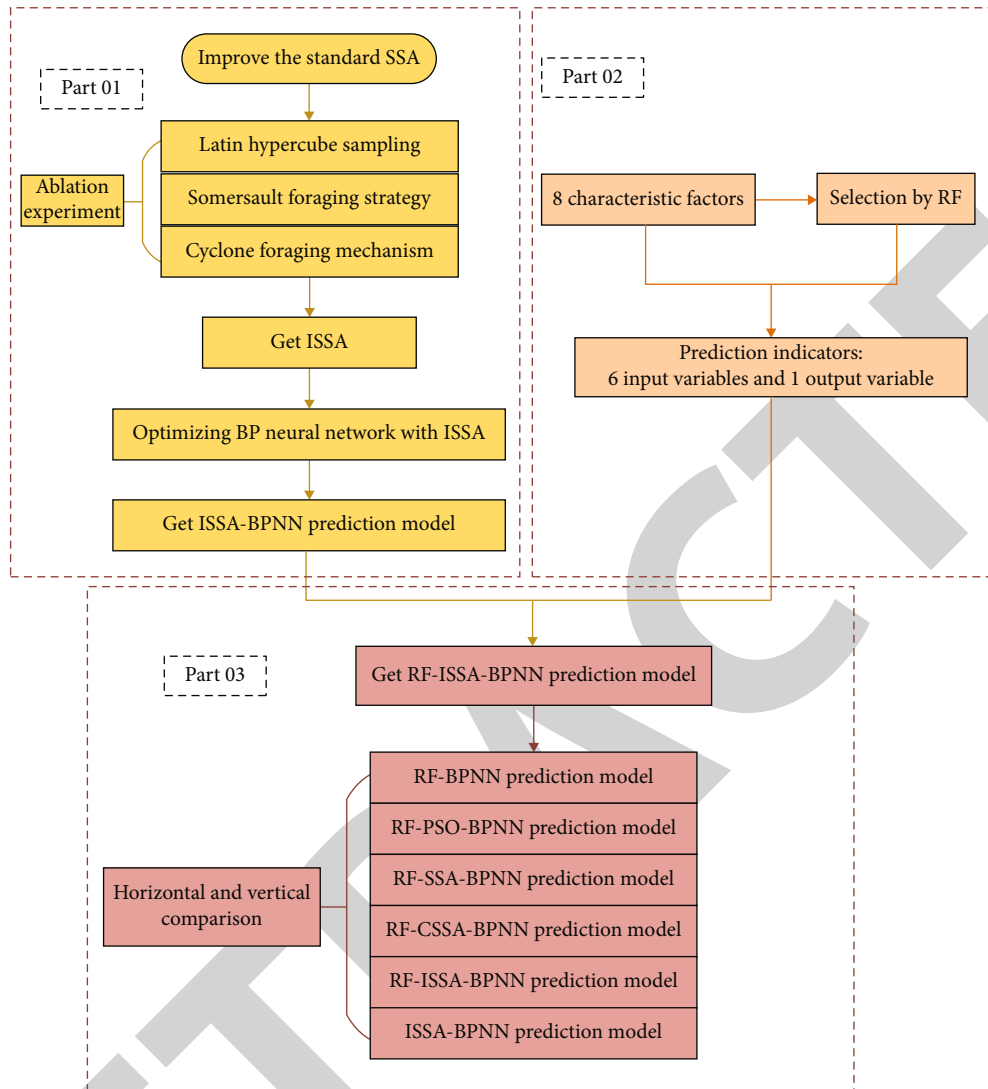 Improve the standard SSA
Part 01
Latin hypercube sampling
Ablation
experiment
Somersault foraging strategy
Cyclone foraging mechanism
Get ISSA
Optimizing BP neural network with ISSA
Get ISSA-BPNN prediction model
Part 02
8 characteristic factors
Selection by RF
Prediction indicators:
6 input variables and 1 output variable
Part 03
Get RF-ISSA-BPNN prediction model
RF-BPNN prediction model
RF-PSO-BPNN prediction model
RF-SSA-BPNN prediction model
Horizontal and vertical
comparison
RF-CSSA-BPNN prediction model
RF-ISSA-BPNN prediction model
ISSA-BPNN prediction model